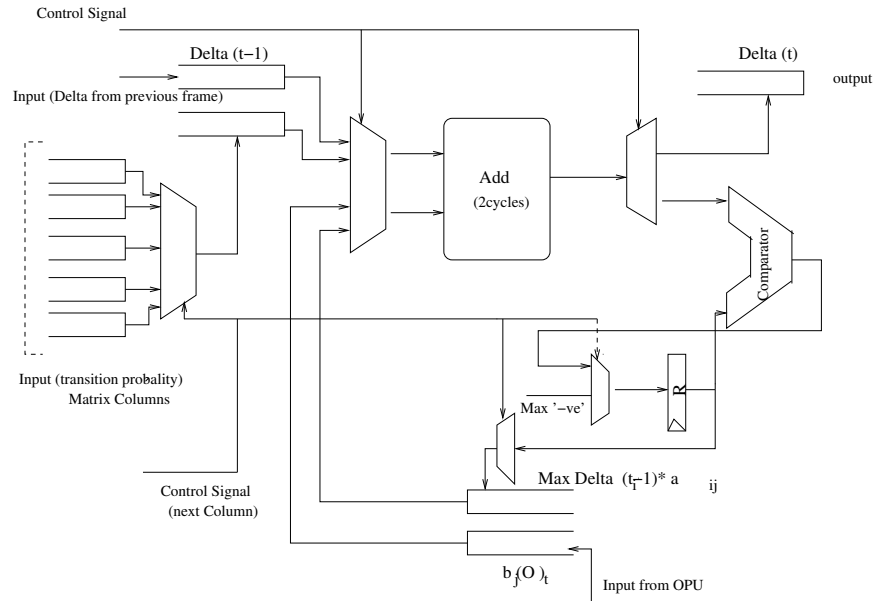 Control Signal
Delta (t−1)
Delta (t)
output
Input (Delta from previous frame)
Add
(2cycles)
Comparator
Input (transition probality)
Matrix Columns
Max '−ve'
R
Control Signal
(next Column)
Max Delta (t−1)* a
i
ij
b (O)
j
t
Input from OPU